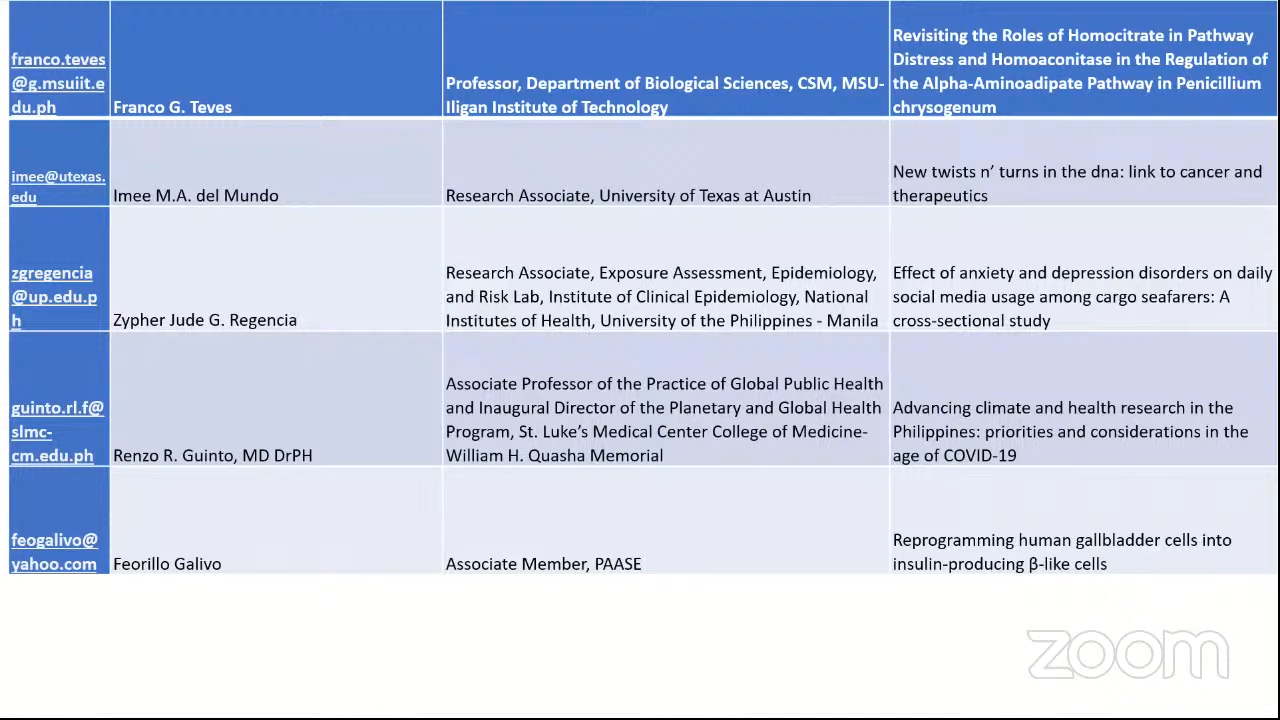 franco.teves
@g.msuiit.e
du.ph
Franco G. Teves
Professor, Department of Biological Sciences, CSM, MSU-
Iligan Institute of Technology
Revisiting the Roles of Homocitrate in Pathway
Distress and Homoaconitase in the Regulation of
the Alpha-Aminoadipate Pathway in Penicillium
chrysogenum
imee@utexas.
edu
Imee M.A. del Mundo
Research Associate, University of Texas at Austin
New twists n’ turns in the dna: link to cancer and
therapeutics
zgregencia
@up.edu.p
h
Zypher Jude G. Regencia
Research Associate, Exposure Assessment, Epidemiology,
and Risk Lab, Institute of Clinical Epidemiology, National
Institutes of Health, University of the Philippines - Manila
Effect of anxiety and depression disorders on daily
social media usage among cargo seafarers: A
cross-sectional study
guinto.rl.f@
slmc-
cm.edu.ph
Renzo R. Guinto, MD DrPH
Associate Professor of the Practice of Global Public Health
and Inaugural Director of the Planetary and Global Health
Program, St. Luke’s Medical Center College of Medicine-
William H. Quasha Memorial
Advancing climate and health research in the
Philippines: priorities and considerations in the
age of COVID-19
feogalivo@
yahoo.com
Feorillo Galivo
Associate Member, PAASE
Reprogramming human gallbladder cells into
insulin-producing β-like cells
zoom